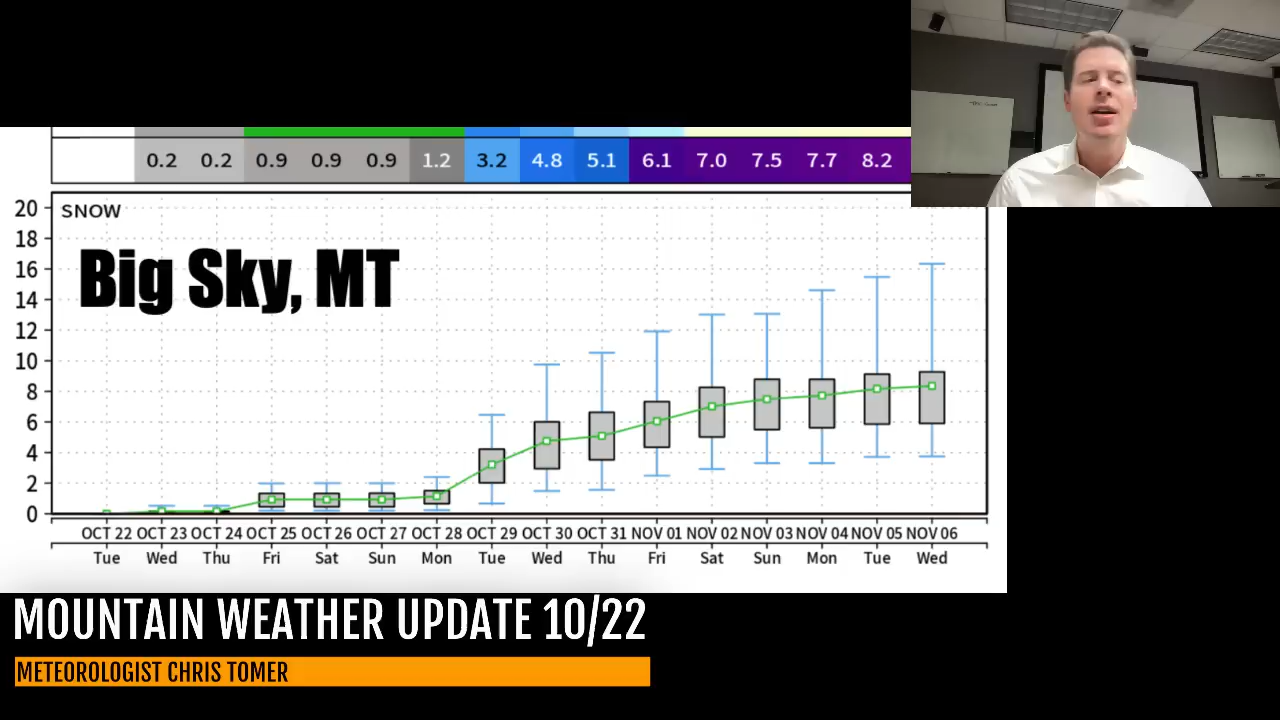 0.2 0.2 0.9 0.9 0.9 1.2 3.2 4.8 5.1 6.1 7.0 7.5 7.7 8.2
20 SNOW
18
Big Sky, MT
16
14
12
10
8
6
4
2
0
OCT 22 OCT 23 OCT 24 OCT 25 OCT 26 OCT 27 OCT 28 OCT 29 OCT 30 OCT 31 NOV 01 NOV 02 NOV 03 NOV 04 NOV 05 NOV 06
Tue Wed Thu Fri Sat Sun Mon Tue Wed Thu Fri Sat Sun Mon Tue Wed
MOUNTAIN WEATHER UPDATE 10/22
METEOROLOGIST CHRIS TOMER